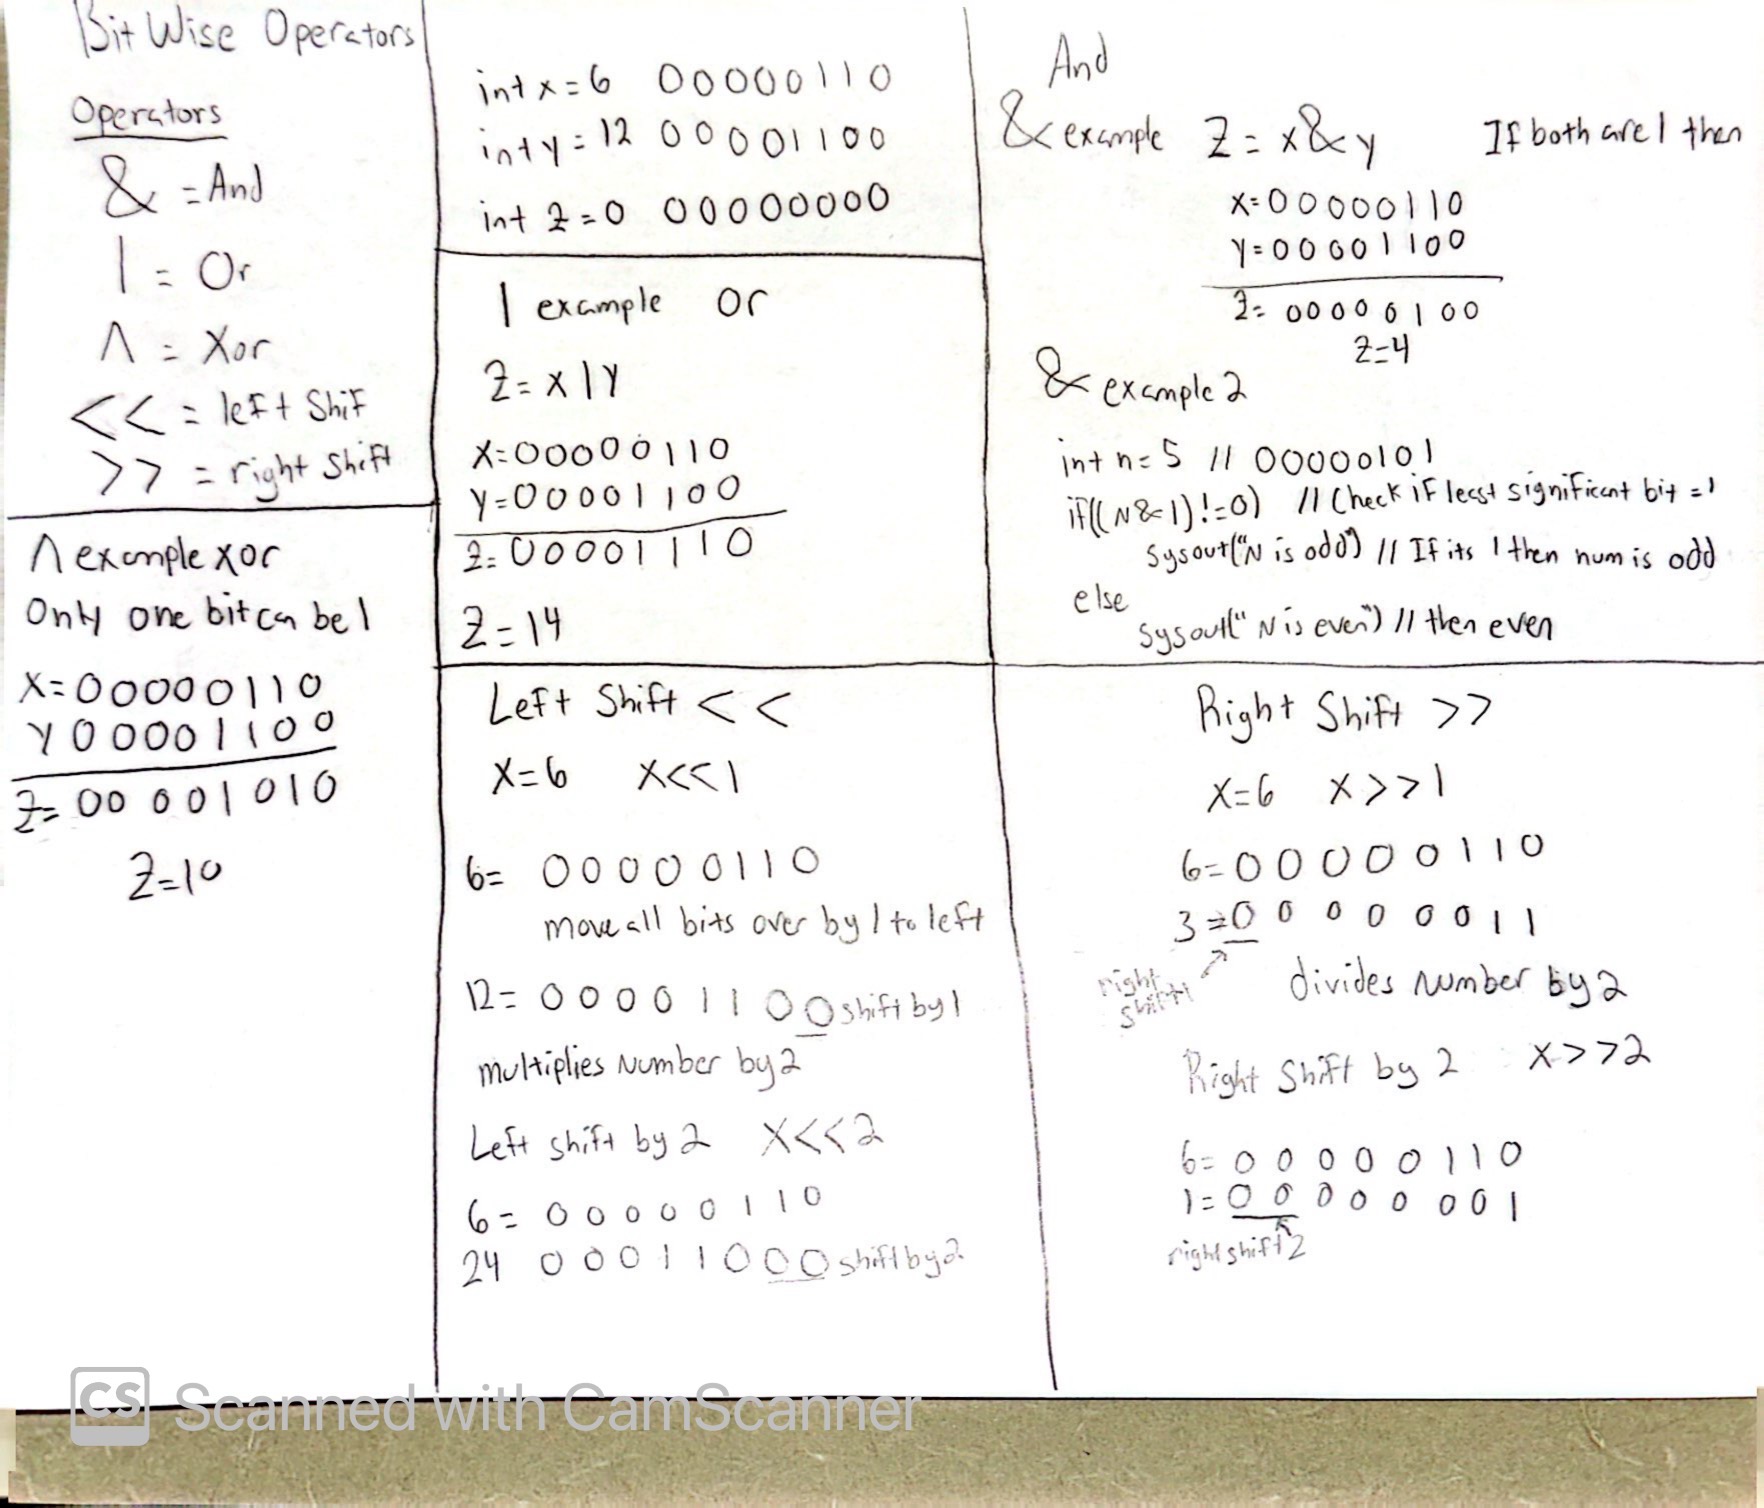 Bit Wise Operators
Operators
& = And
| = Or
^ = Xor
<< = left Shif
>> = right Shift
int x = 6 00000110
int y = 12 00001100
int z = 0 00000000
And
& example Z = x & y If both are 1 then
X=00000110
Y=00001100
Z= 00000100
Z=4
& example 2
int n = 5 // 00000101
if((N & 1) != 0) // Check if least significant bit = 1
Sysout("N is odd") // If its 1 then num is odd
else
Sysout("N is even") // then even
| example or
Z = X | Y
X=00000110
Y=00001100
Z=00001110
Z=14
^ example xor
Only one bit can be 1
X=00000110
Y 00001100
Z= 00001010
Z=10
Left Shift <<
X=6 X<<1
6= 00000110
move all bits over by 1 to left
12= 00001100 shift by 1
multiplies Number by 2
Left shift by 2 X<<2
6= 00000110
24 00011000 shift by 2
Right Shift >>
X=6 X>>1
6=00000110
3=00000011
right shift 1
divides Number by 2
Right Shift by 2 X>>2
6= 00000110
1= 00000001
right shift 2
CS Scanned with CamScanner